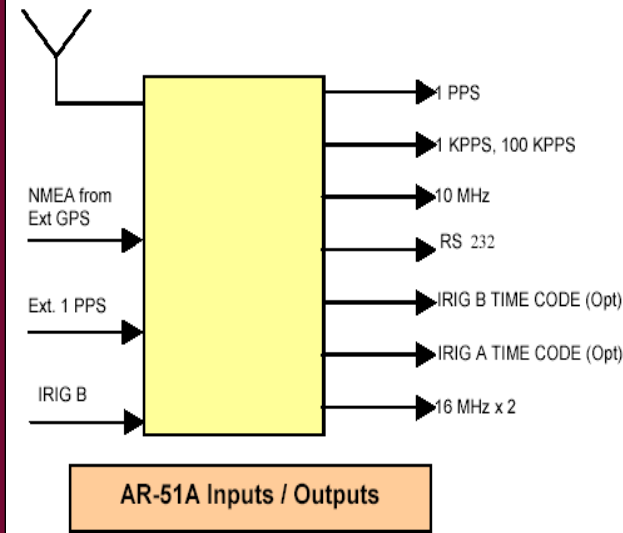 1 PPS
1 KPPS, 100 KPPS
NMEA from
Ext GPS
10 MHz
RS 232
Ext. 1 PPS
IRIG B TIME CODE (Opt)
IRIG A TIME CODE (Opt)
IRIG B
16 MHz x 2
AR-51A Inputs / Outputs